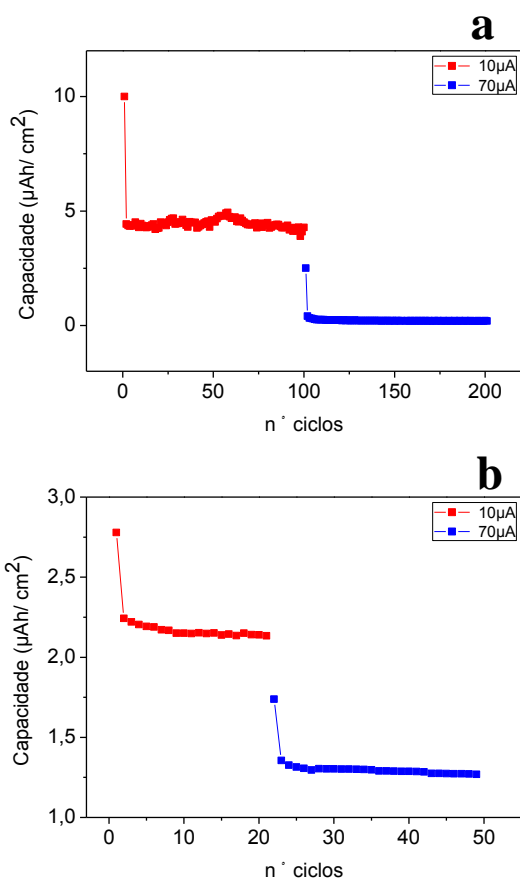 a
10µA
70µA
10
5
0
Capacidade (µAh/ cm²)
0 50 100 150 200
n ° ciclos
b
10µA
70µA
3,0
2,5
2,0
1,5
1,0
Capacidade (µAh/ cm²)
0 10 20 30 40 50
n ° ciclos